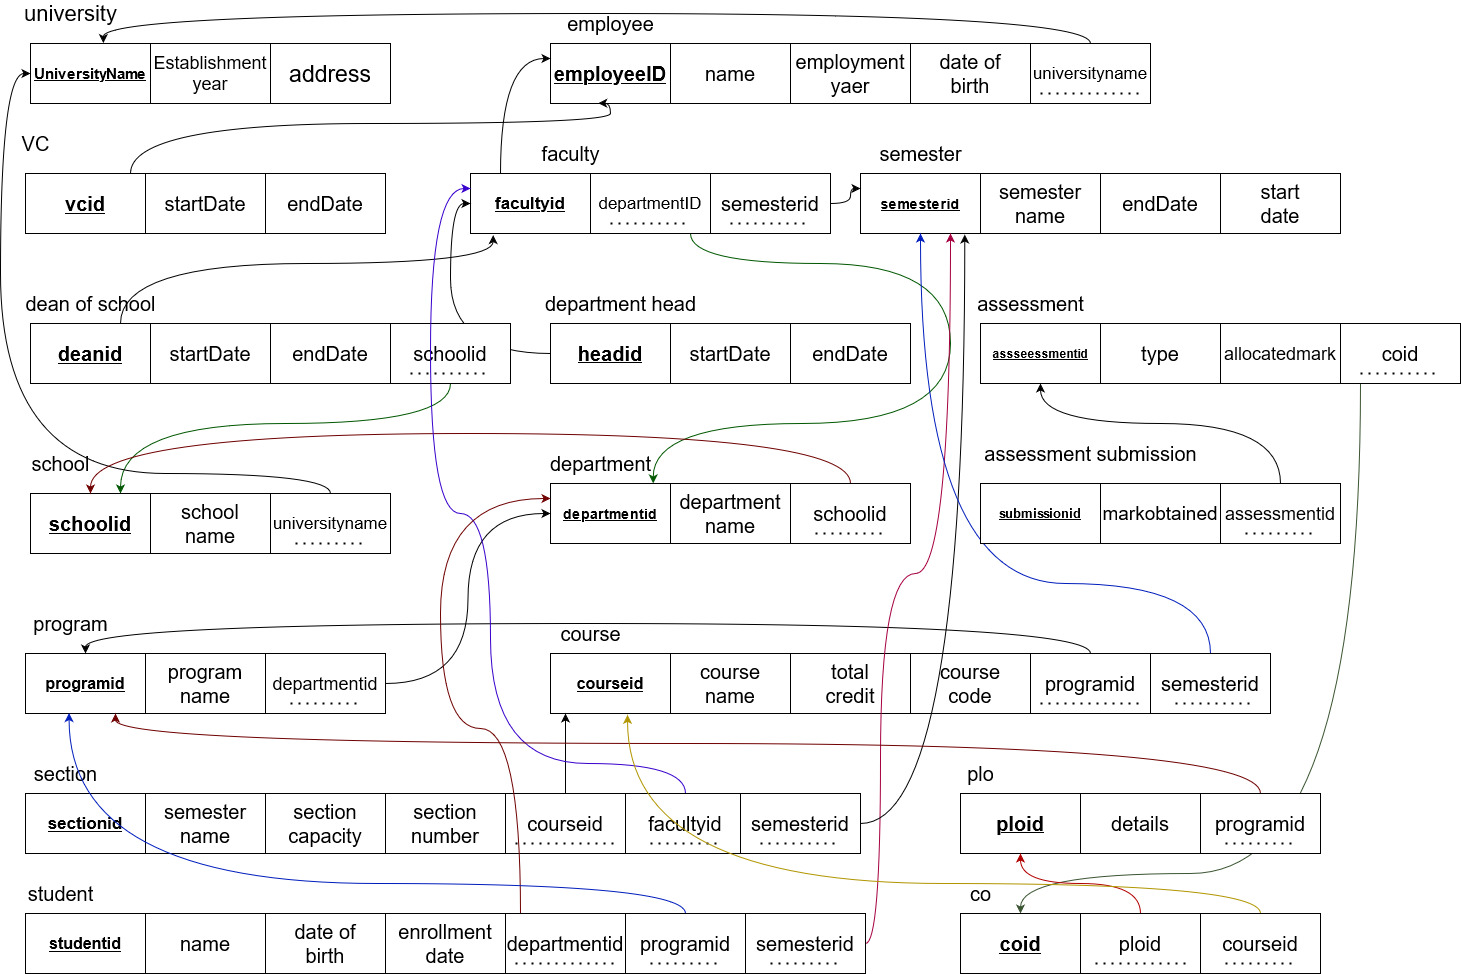 university
UniversityName
Establishment
year
address
employee
employeeID
name
employment
yaer
date of
birth
universityname
VC
vcid
startDate
endDate
faculty
facultyid
departmentID
semesterid
semester
semesterid
semester
name
endDate
start
date
dean of school
deanid
startDate
endDate
schoolid
department head
headid
startDate
endDate
assessment
assseessmentid
type
allocatedmark
coid
school
schoolid
school
name
universityname
department
departmentid
department
name
schoolid
assessment submission
submissionid
markobtained
assessmentid
program
programid
program
name
departmentid
course
courseid
course
name
total
credit
course
code
programid
semesterid
section
sectionid
semester
name
section
capacity
section
number
courseid
facultyid
semesterid
plo
ploid
details
programid
student
studentid
name
date of
birth
enrollment
date
departmentid
programid
semesterid
co
coid
ploid
courseid